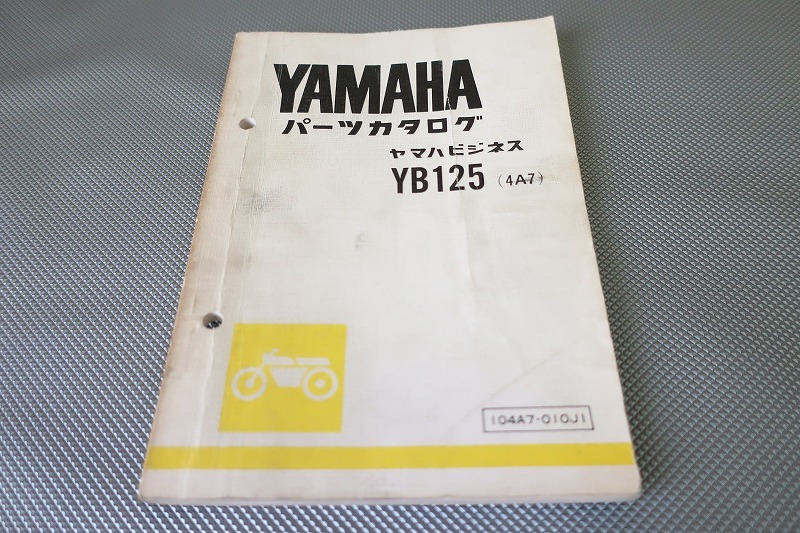 YAMAHA
パーツカタログ
ヤマハビジネス
YB125 (4A7)
104A7-010J1